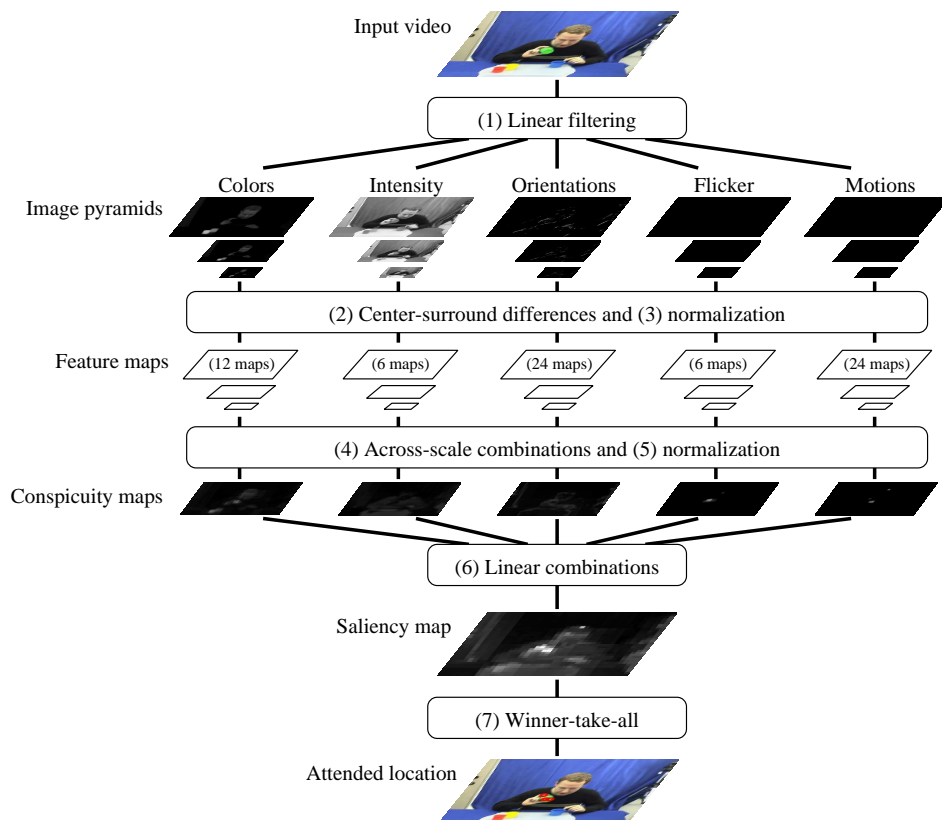 Input video
(1) Linear filtering
Colors
Intensity
Orientations
Flicker
Motions
Image pyramids
(2) Center-surround differences and (3) normalization
Feature maps
(12 maps)
(6 maps)
(24 maps)
(6 maps)
(24 maps)
(4) Across-scale combinations and (5) normalization
Conspicuity maps
(6) Linear combinations
Saliency map
(7) Winner-take-all
Attended location